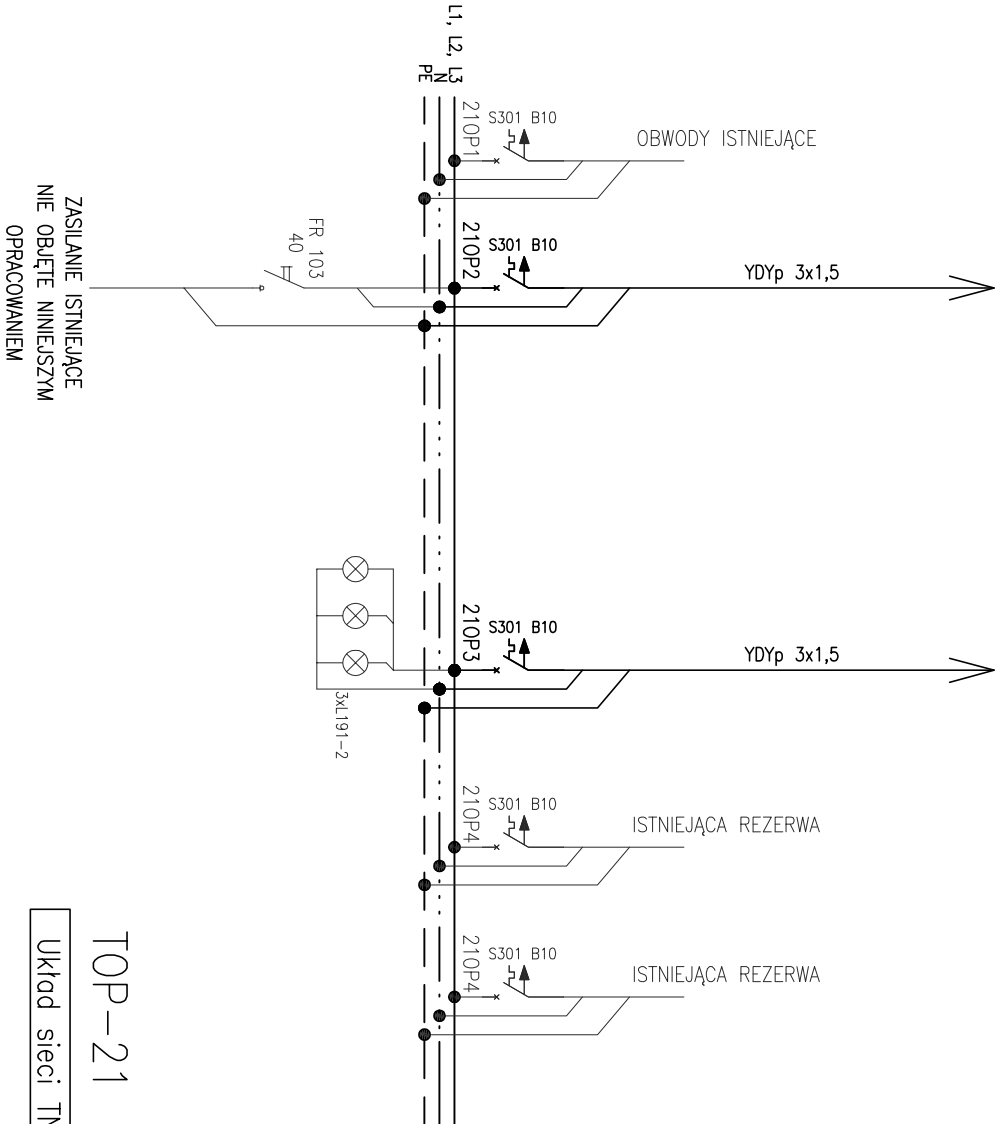 L1, L2, L3
N
PE
210P1
S301 B10
OBWODY ISTNIEJĄCE
210P2
S301 B10
YDYp 3x1,5
FR 103
40
ZASILANIE ISTNIEJĄCE
NIE OBJĘTE NINIEJSZYM
OPRACOWANIEM
210P3
S301 B10
YDYp 3x1,5
3xL191-2
210P4
S301 B10
ISTNIEJĄCA REZERWA
210P4
S301 B10
ISTNIEJĄCA REZERWA
TOP-21
Układ sieci